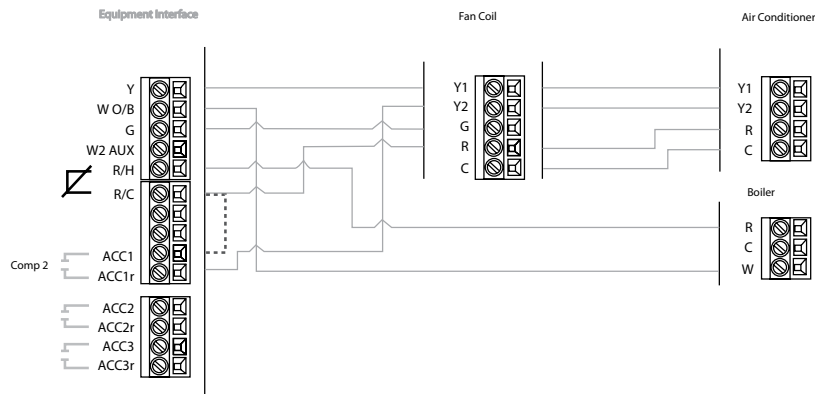 Equipment Interface
Fan Coil
Air Conditioner
Y
W O/B
G
W2 AUX
R/H
R/C
ACC1
ACC1r
Comp 2
ACC2
ACC2r
ACC3
ACC3r
Y1
Y2
G
R
C
Y1
Y2
R
C
Boiler
R
C
W